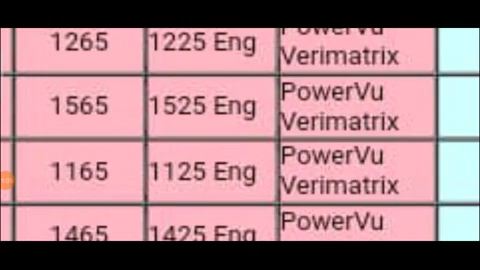 1265 1225 Eng PowerVu
Verimatrix
1565 1525 Eng PowerVu
Verimatrix
1165 1125 Eng PowerVu
Verimatrix
1465 1425 Eng PowerVu